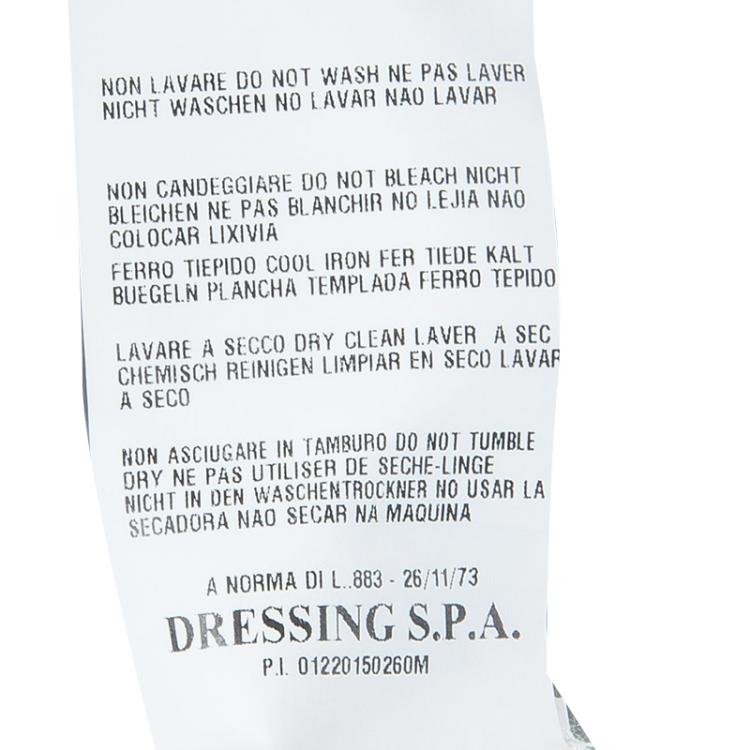 NON LAVARE DO NOT WASH NE PAS LAVER
NICHT WASCHEN NO LAVAR NAO LAVAR
NON CANDEGGIARE DO NOT BLEACH NICHT
BLEICHEN NE PAS BLANCHIR NO LEJIA NAO
COLOCAR LIXIVIA
FERRO TIEPIDO COOL IRON FER TIEDE KALT
BUEGELN PLANCHA TEMPLADA FERRO TEPIDO
LAVARE A SECCO DRY CLEAN LAVER A SEC
CHEMISCH REINIGEN LIMPIAR EN SECO LAVAR
A SECO
NON ASCIUGARE IN TAMBURO DO NOT TUMBLE
DRY NE PAS UTILISER DE SECHE-LINGE
NICHT IN DEN WASCHENTROCKNER NO USAR LA
SECADORA NAO SECAR NA MAQUINA
A NORMA DI L..883 - 26/11/73
DRESSING S.P.A.
P.I. 01220150260M